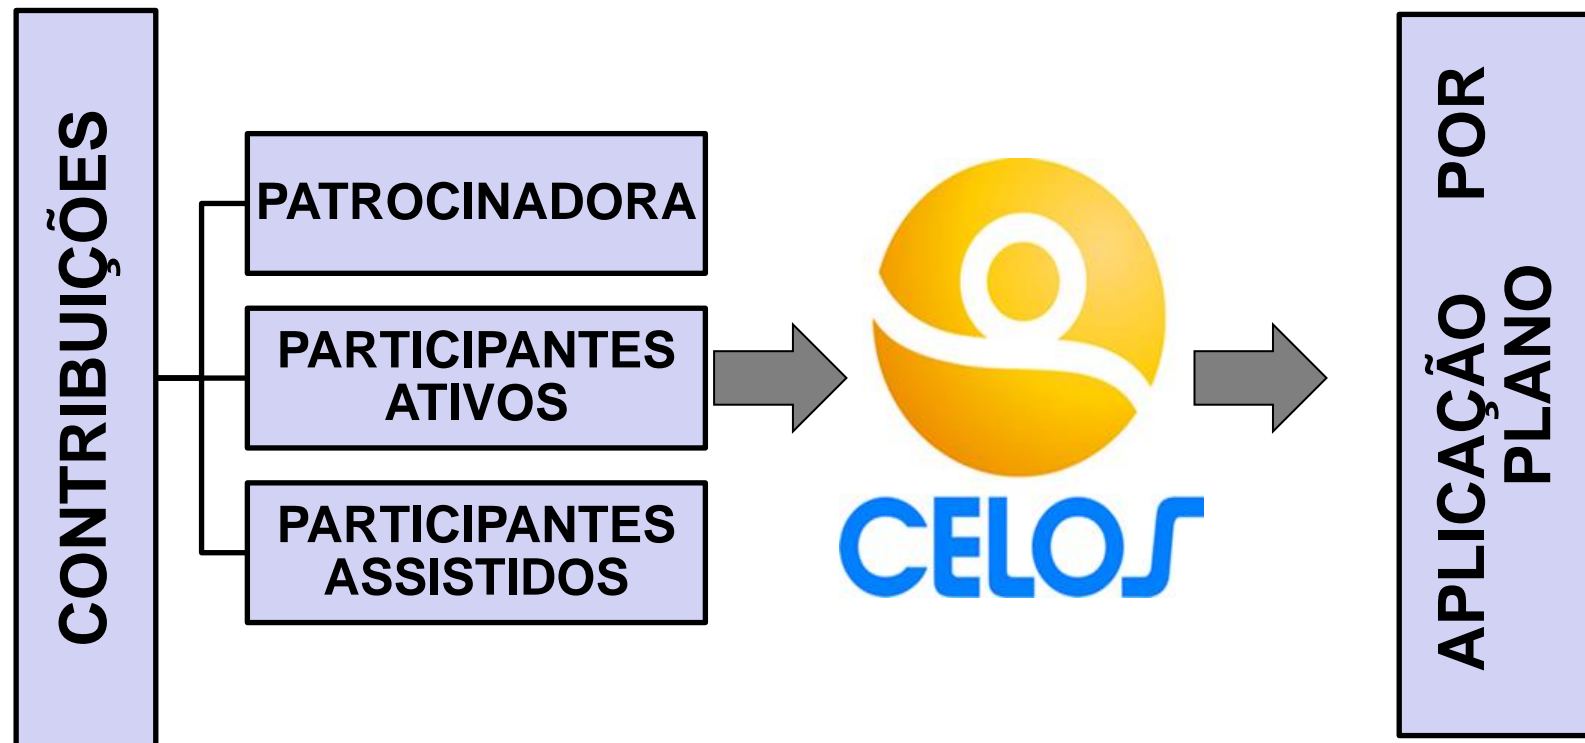 CONTRIBUIÇÕES
PATROCINADORA
PARTICIPANTES
ATIVOS
PARTICIPANTES
ASSISTIDOS
CELOS
APLICAÇÃO POR
PLANO